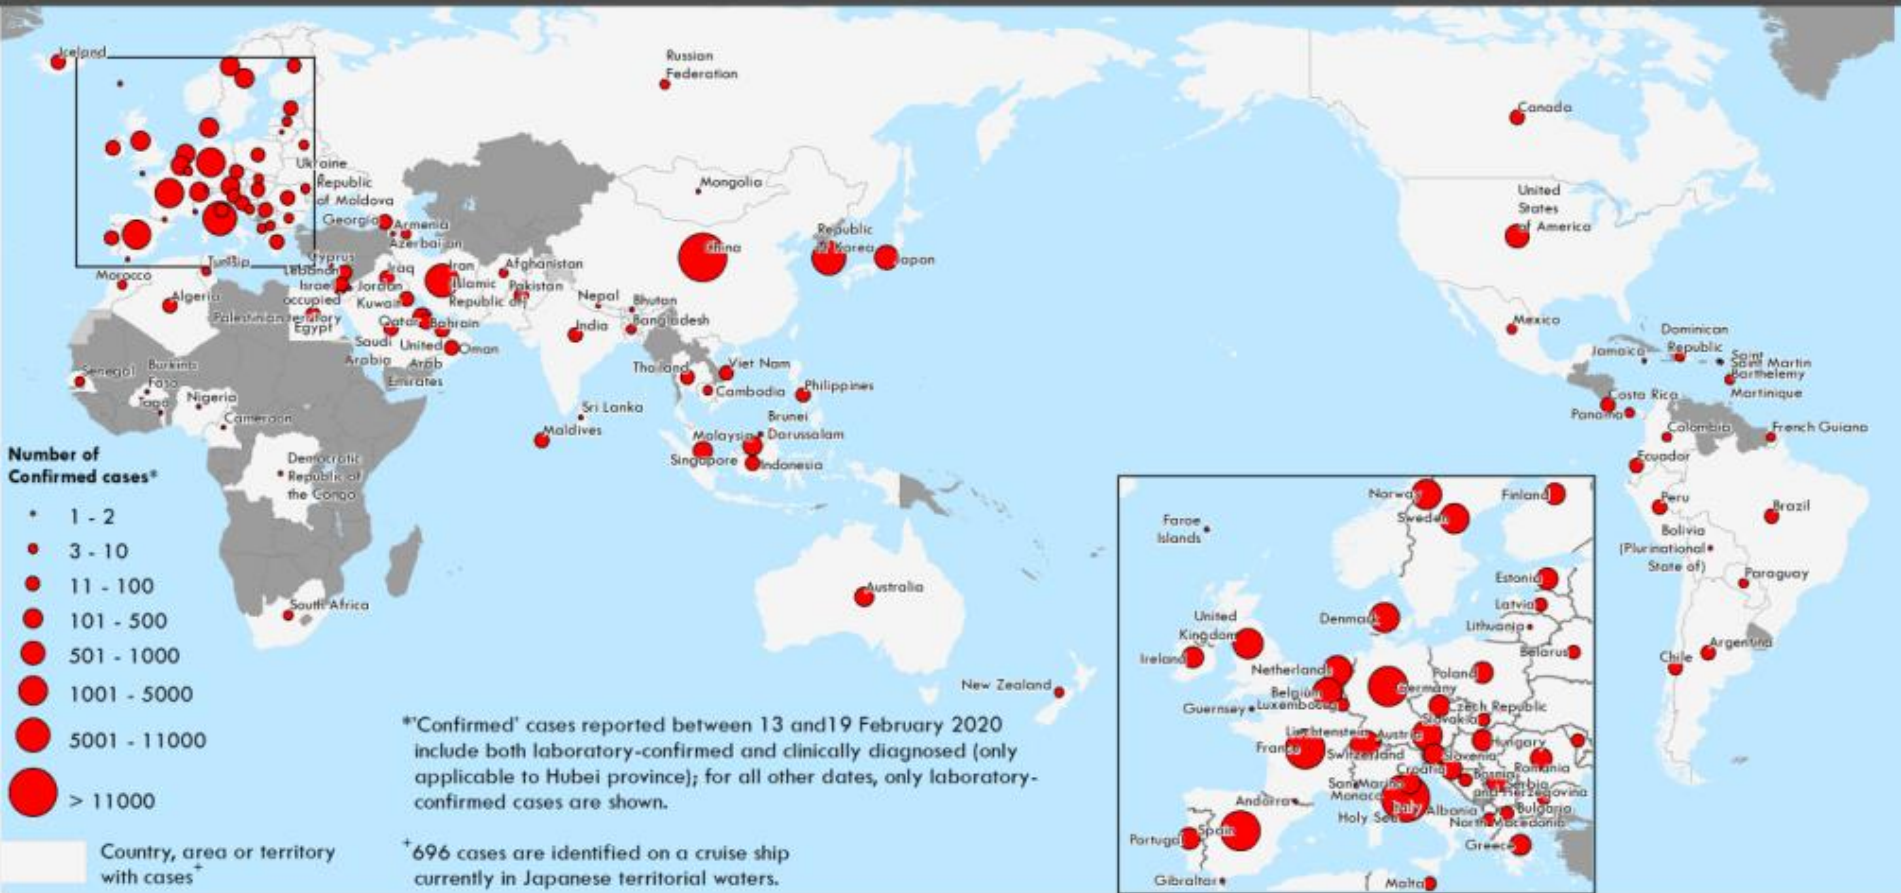 Iceland
Russian
Federation
Canada
Ukraine
Republic
of Moldova
Georgia
Armenia
Azerbaijan
Mongolia
China
Republic
of Korea
Japan
United
States
of America
Morocco
Tunisia
Cyprus
Lebanon
Israel
Iraq
Jordan
Kuwait
Iran
Islamic
Republic of
Afghanistan
Pakistan
Algeria
occupied
Palestinian territory
Egypt
Qatar
Bahrain
Saudi
Arabia
United
Arab
Emirates
Oman
Nepal
Bhutan
India
Bangladesh
Mexico
Dominican
Republic
Jamaica
Saint
Saint Martin
Barthelemy
Martinique
Senegal
Burkina
Faso
Togo
Nigeria
Cameroon
Thailand
Viet Nam
Cambodia
Philippines
Sri Lanka
Maldives
Brunei
Darussalam
Malaysia
Singapore
Indonesia
Costa Rica
Panama
Colombia
French Guiana
Ecuador
Peru
Brazil
Bolivia
(Plurinational
State of)
Paraguay
Argentina
Chile
Democratic
Republic of
the Congo
South Africa
Australia
New Zealand
Number of
Confirmed cases*
1 - 2
3 - 10
11 - 100
101 - 500
501 - 1000
1001 - 5000
5001 - 11000
> 11000
Country, area or territory
with cases+
*'Confirmed' cases reported between 13 and19 February 2020
include both laboratory-confirmed and clinically diagnosed (only
applicable to Hubei province); for all other dates, only laboratory-
confirmed cases are shown.
+696 cases are identified on a cruise ship
currently in Japanese territorial waters.
Norway
Finland
Sweden
Faroe
Islands
Estonia
Latvia
Lithuania
Belarus
United
Kingdom
Denmark
Ireland
Netherlands
Poland
Belgium
Germany
Guernsey
Luxembourg
Czech Republic
Slovakia
Liechtenstein
Austria
France
Switzerland
Hungary
Slovenia
Croatia
Romania
San Marino
Bosnia
and Herzegovina
Serbia
Monaco
Andorra
Italy
Albania
Bulgaria
Holy See
North Macedonia
Portugal
Spain
Greece
Gibraltar
Malta